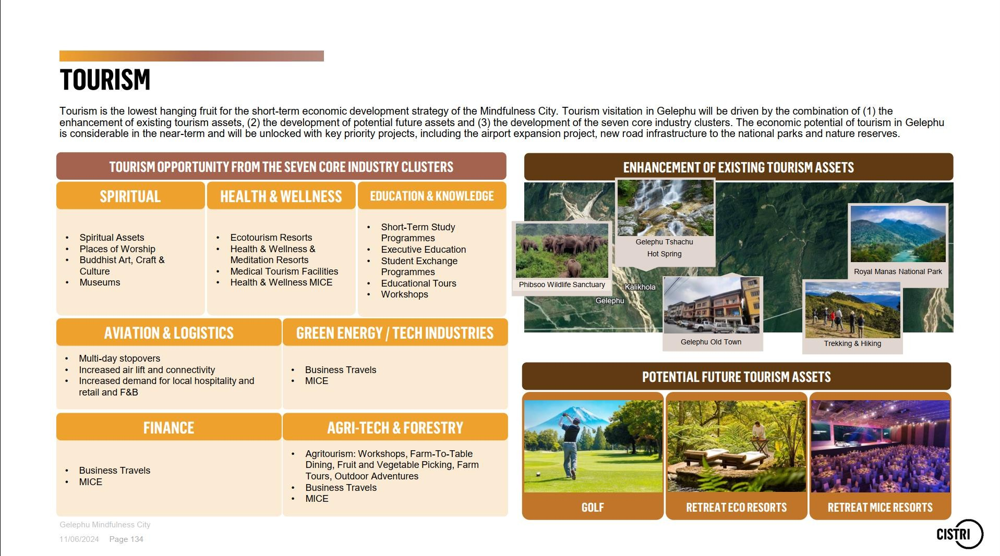 TOURISM
Tourism is the lowest hanging fruit for the short-term economic development strategy of the Mindfulness City. Tourism visitation in Gelephu will be driven by the combination of (1) the
enhancement of existing tourism assets, (2) the development of potential future assets and (3) the development of the seven core industry clusters. The economic potential of tourism in Gelephu
is considerable in the near-term and will be unlocked with key priority projects, including the airport expansion project, new road infrastructure to the national parks and nature reserves.
TOURISM OPPORTUNITY FROM THE SEVEN CORE INDUSTRY CLUSTERS
SPIRITUAL
• Spiritual Assets
• Places of Worship
• Buddhist Art, Craft &
Culture
• Museums
HEALTH & WELLNESS
• Ecotourism Resorts
• Health & Wellness &
Meditation Resorts
• Medical Tourism Facilities
• Health & Wellness MICE
EDUCATION & KNOWLEDGE
• Short-Term Study
Programmes
• Executive Education
• Student Exchange
Programmes
• Educational Tours
• Workshops
AVIATION & LOGISTICS
• Multi-day stopovers
• Increased air lift and connectivity
• Increased demand for local hospitality and
retail and F&B
GREEN ENERGY / TECH INDUSTRIES
• Business Travels
• MICE
FINANCE
• Business Travels
• MICE
AGRI-TECH & FORESTRY
• Agritourism: Workshops, Farm-To-Table
Dining, Fruit and Vegetable Picking, Farm
Tours, Outdoor Adventures
• Business Travels
• MICE
ENHANCEMENT OF EXISTING TOURISM ASSETS
Gelephu Tshachu
Hot Spring
Royal Manas National Park
Phibsoo Wildlife Sanctuary
Kalikhola
Gelephu
Gelephu Old Town
Trekking & Hiking
POTENTIAL FUTURE TOURISM ASSETS
GOLF
RETREAT ECO RESORTS
RETREAT MICE RESORTS
Gelephu Mindfulness City
11/06/2024 Page 134
CISTRI